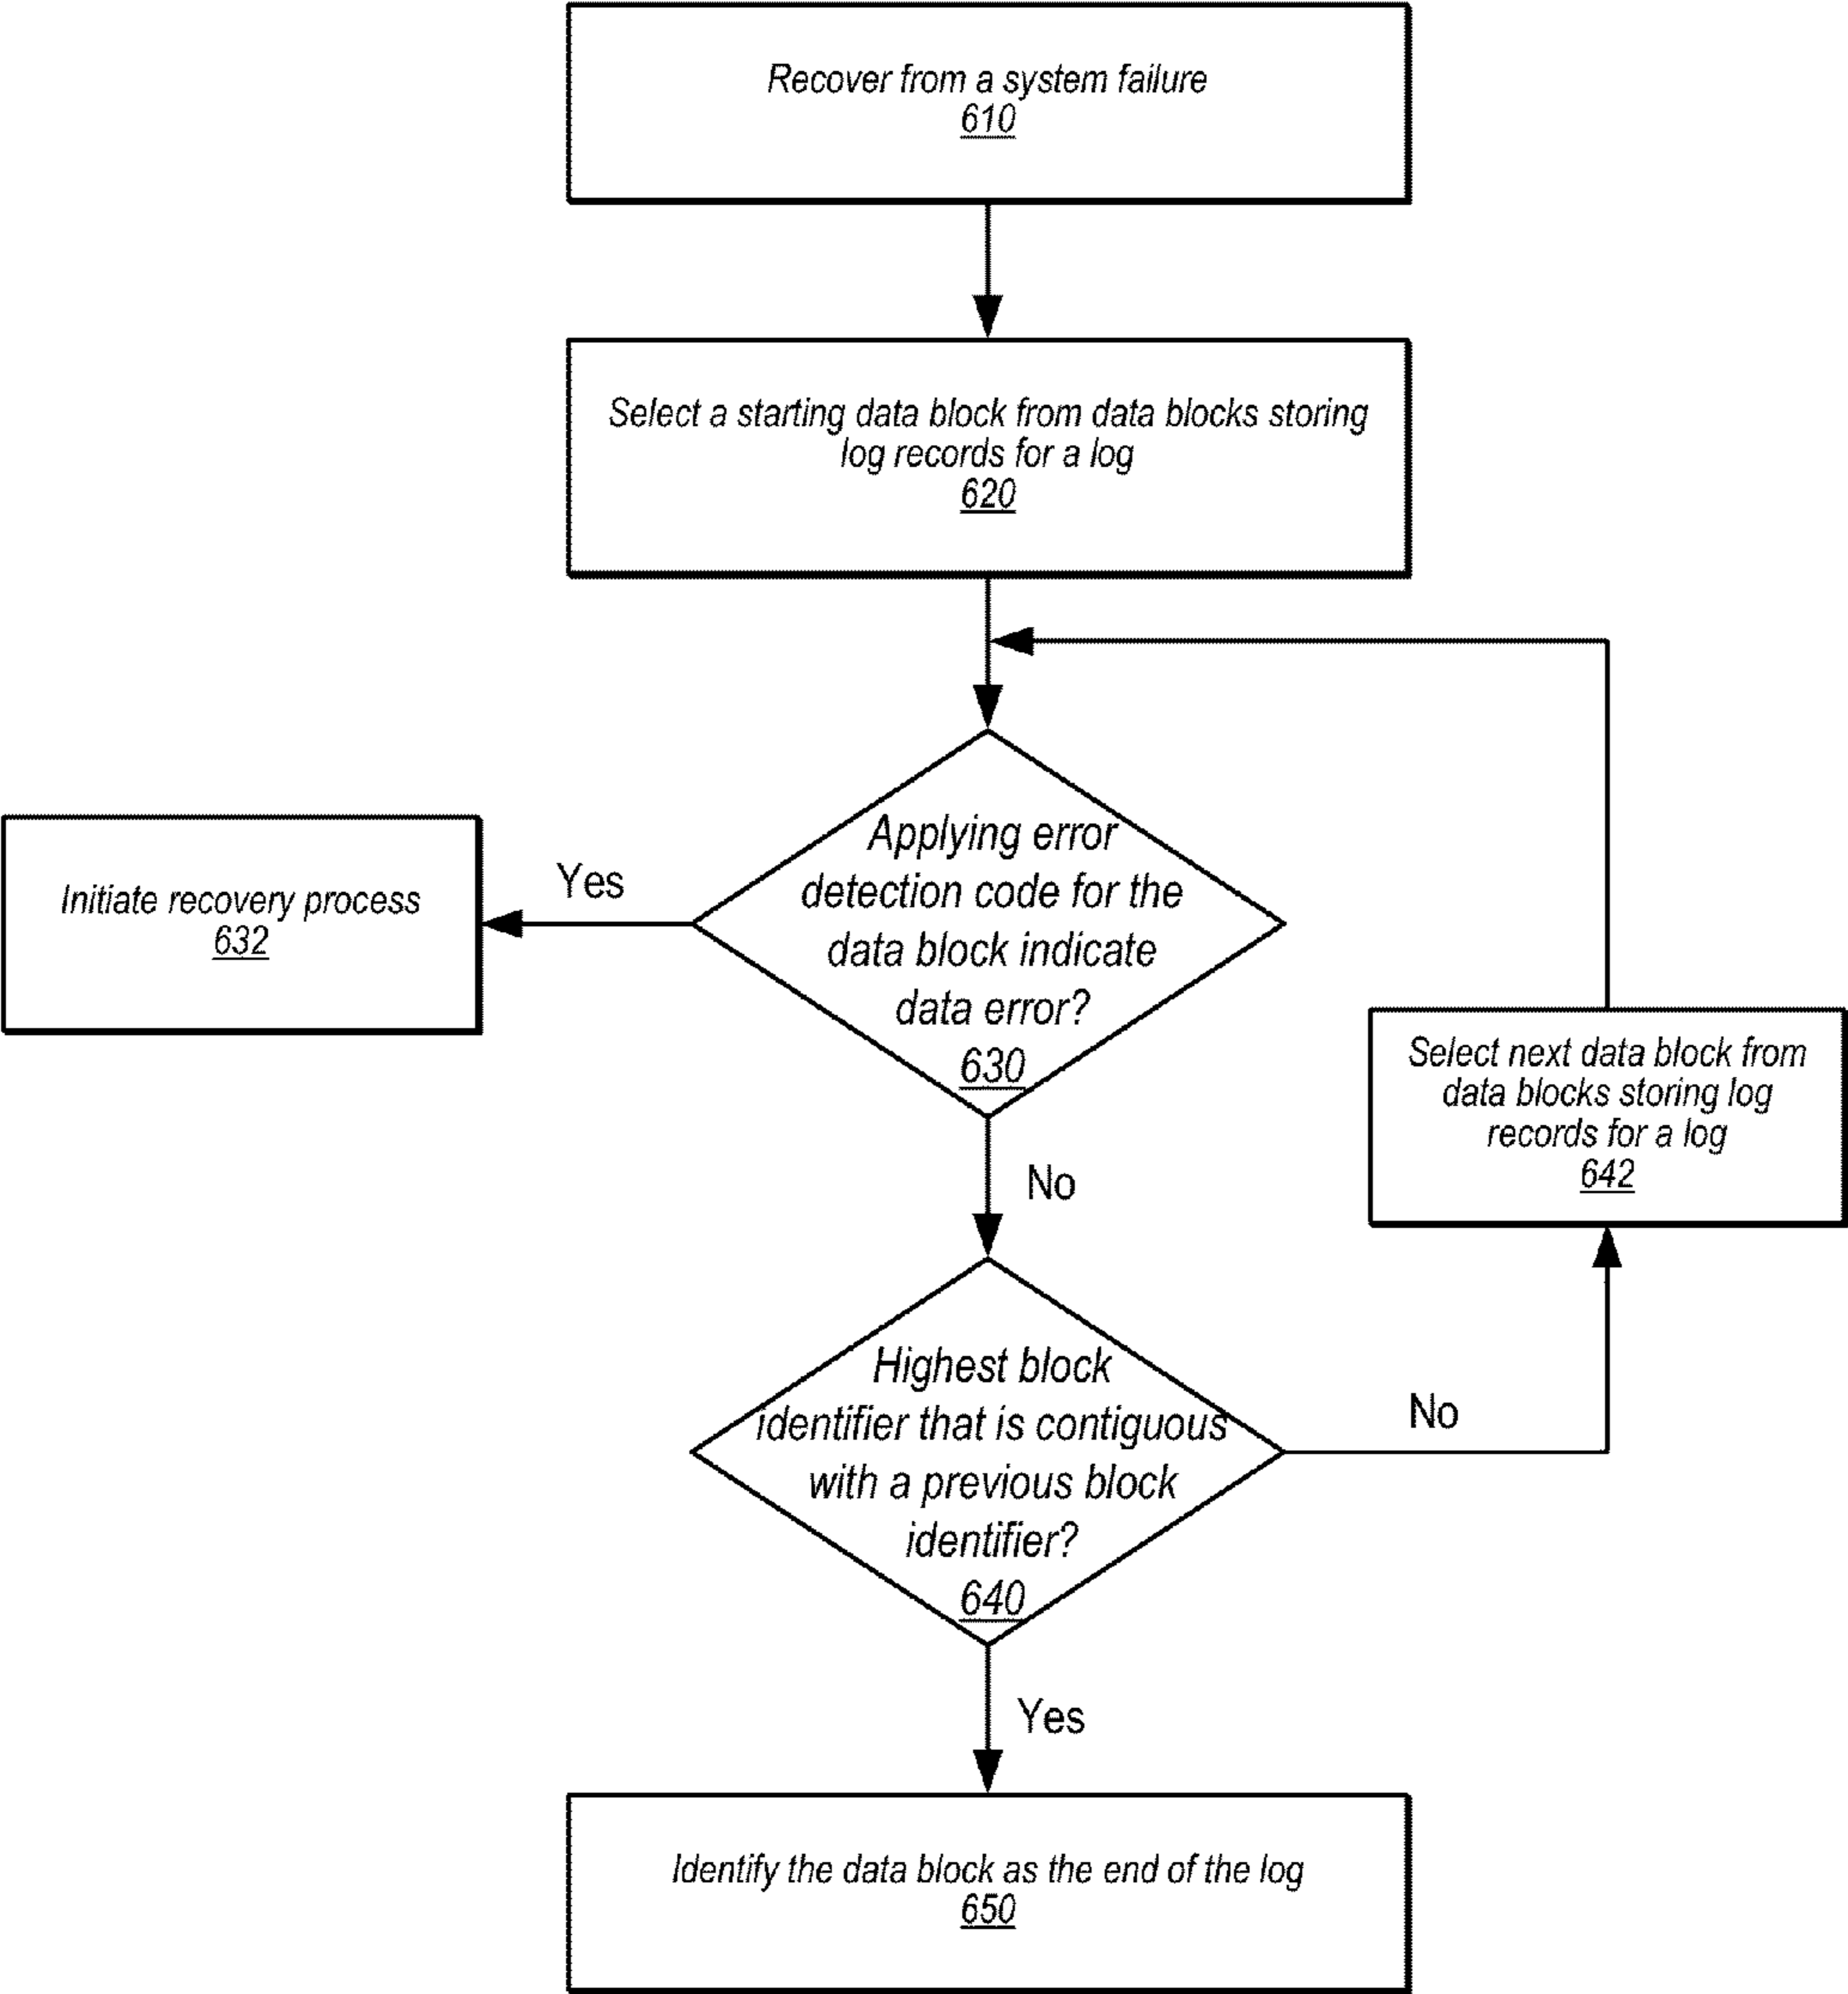 Recover from a system failure
610
Select a starting data block from data blocks storing
log records for a log
620
Applying error
detection code for the
data block indicate
data error?
630
Yes
Initiate recovery process
632
No
Select next data block from
data blocks storing log
records for a log
642
Highest block
identifier that is contiguous
with a previous block
identifier?
640
No
Yes
Identify the data block as the end of the log
650